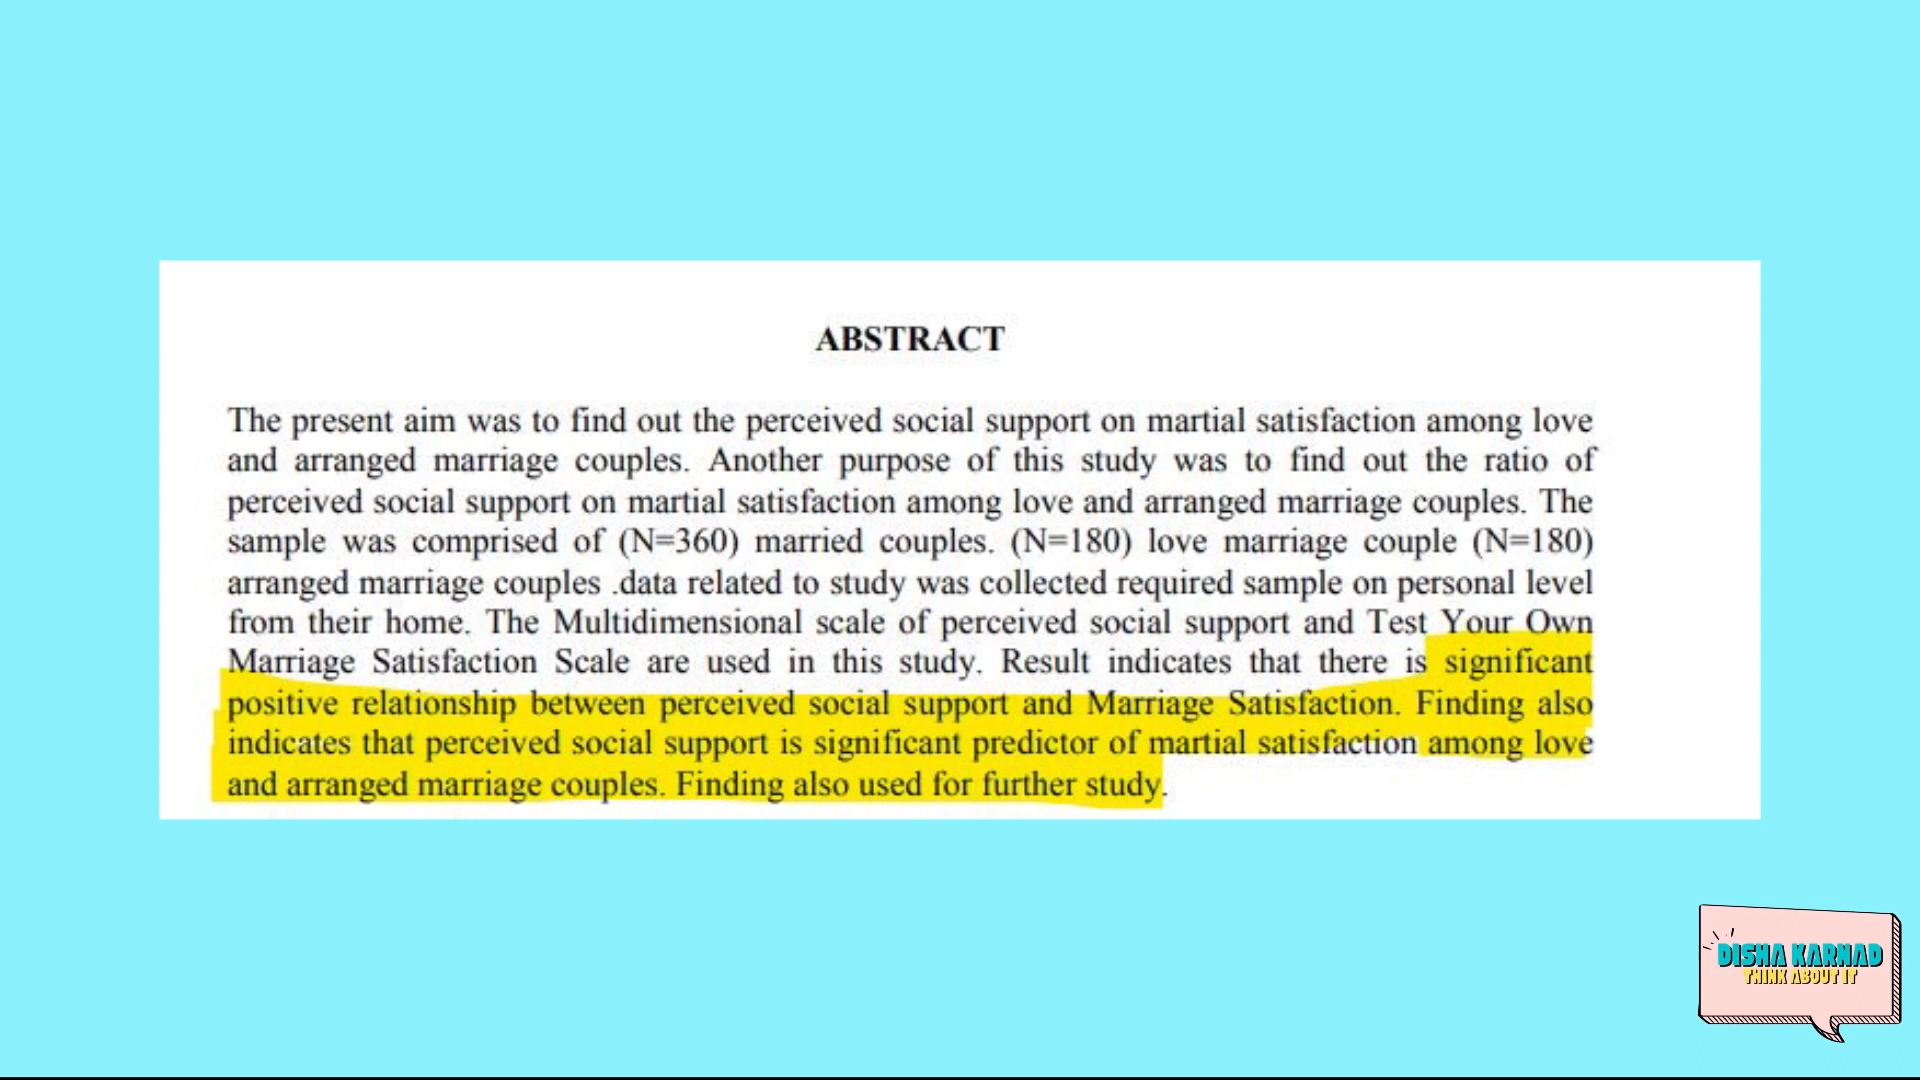 ABSTRACT
The present aim was to find out the perceived social support on martial satisfaction among love
and arranged marriage couples. Another purpose of this study was to find out the ratio of
perceived social support on martial satisfaction among love and arranged marriage couples. The
sample was comprised of (N=360) married couples. (N=180) love marriage couple (N=180)
arranged marriage couples .data related to study was collected required sample on personal level
from their home. The Multidimensional scale of perceived social support and Test Your Own
Marriage Satisfaction Scale are used in this study. Result indicates that there is significant
positive relationship between perceived social support and Marriage Satisfaction. Finding also
indicates that perceived social support is significant predictor of martial satisfaction among love
and arranged marriage couples. Finding also used for further study.
DISHA KARNAD
THINK ABOUT IT